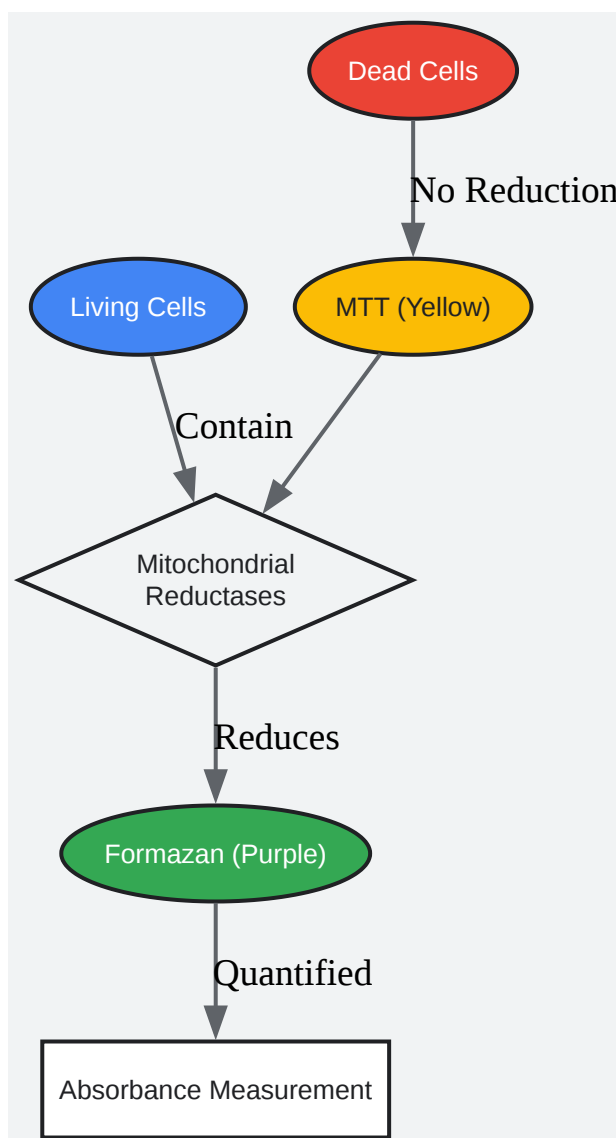 Dead Cells
No Reduction
Living Cells
MTT (Yellow)
Contain
Mitochondrial
Reductases
Reduces
Formazan (Purple)
Quantified
Absorbance Measurement